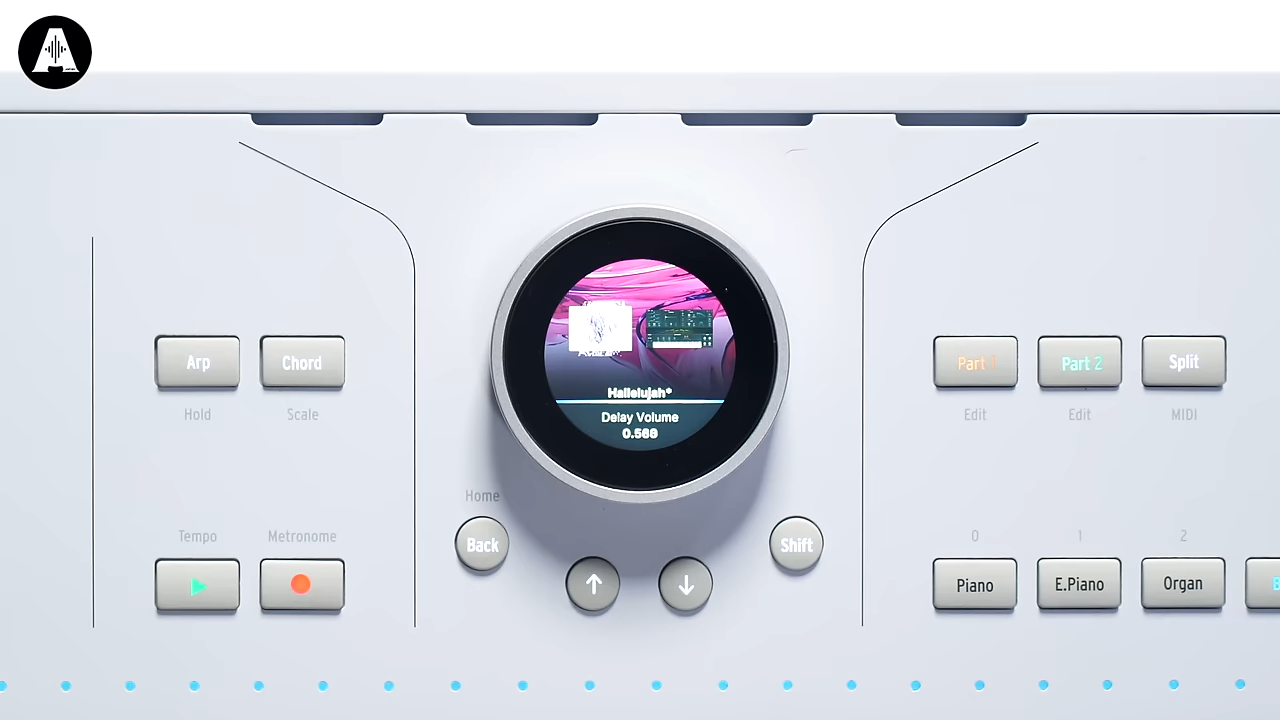 A
Arp
Chord
Hold
Scale
Hallelujah*
Delay Volume
0.568
Part 1
Part 2
Split
Edit
Edit
MIDI
Home
Back
Shift
Tempo
Metronome
0
1
2
Piano
E.Piano
Organ